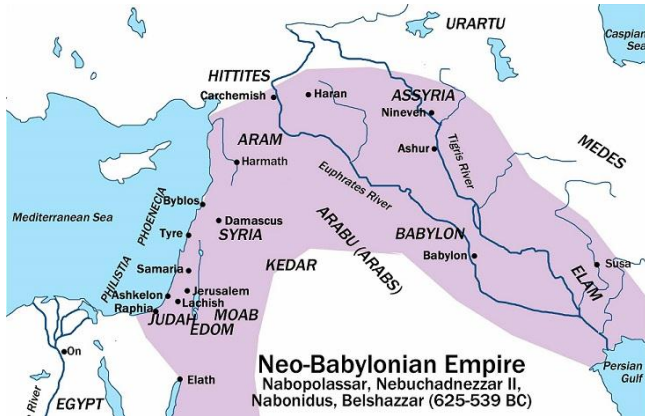 URARTU
Caspian
Sea
HITTITES
Carchemish
Haran
ASSYRIA
Nineveh
ARAM
Ashur
Tigris River
MEDES
Harmath
Euphrates River
Byblos
Mediterranean Sea
PHOENECIA
Damascus
SYRIA
Tyre
ARABU (ARABS)
BABYLON
Babylon
Susa
ELAM
KEDAR
Samaria
PHILISTIA
Ashkelon
Jerusalem
Lachish
Raphia
JUDAH
MOAB
EDOM
On
Elath
EGYPT
River
Persian
Gulf
Neo-Babylonian Empire
Nabopolassar, Nebuchadnezzar II,
Nabonidus, Belshazzar (625-539 BC)